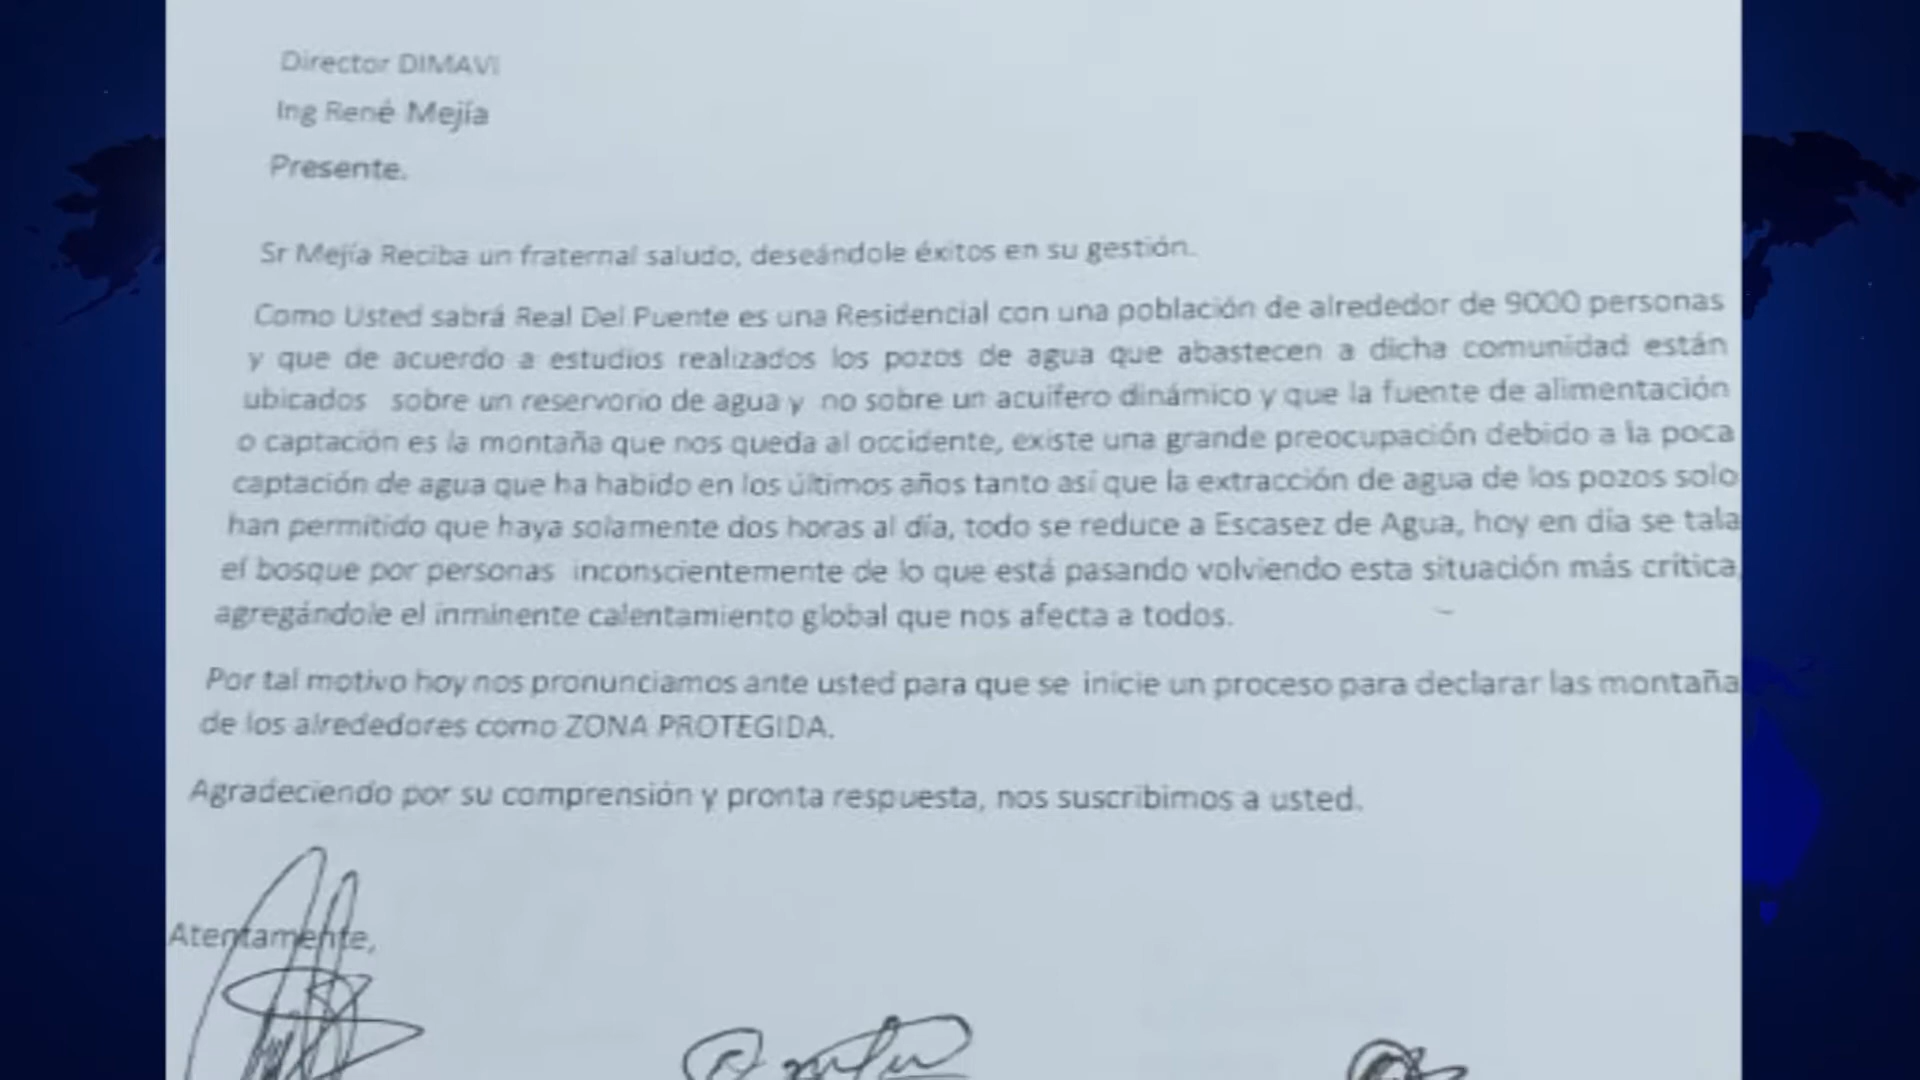 Director DIMAVI
Ing René Mejía
Presente.
Sr Mejía Reciba un fraternal saludo, deseándole éxitos en su gestión.
Como Usted sabrá Real Del Puente es una Residencial con una población de alrededor de 9000 personas
y que de acuerdo a estudios realizados los pozos de agua que abastecen a dicha comunidad están
ubicados sobre un reservorio de agua y no sobre un acuifero dinámico y que la fuente de alimentación
o captación es la montaña que nos queda al occidente, existe una grande preocupación debido a la poca
captación de agua que ha habido en los últimos años tanto así que la extracción de agua de los pozos solo
han permitido que haya solamente dos horas al día, todo se reduce a Escasez de Agua, hoy en día se tala
el bosque por personas inconscientemente de lo que está pasando volviendo esta situación más crítica,
agregándole el inminente calentamiento global que nos afecta a todos.
Por tal motivo hoy nos pronunciamos ante usted para que se inicie un proceso para declarar las montaña
de los alrededores como ZONA PROTEGIDA.
Agradeciendo por su comprensión y pronta respuesta, nos suscribimos a usted.
Atentamente,